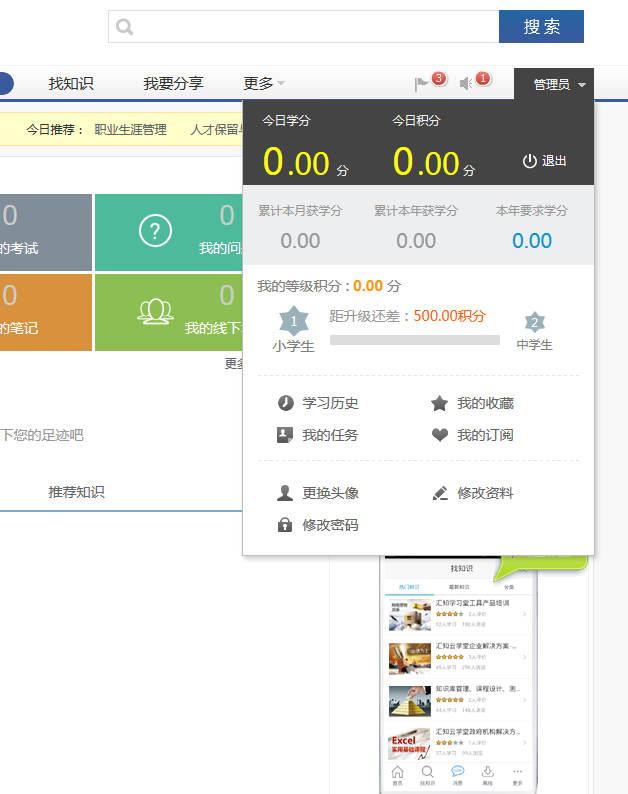 搜 索
找知识 我要分享 更多 3 1 管理员
今日推荐： 职业生涯管理 人才保留与
今日学分 今日积分
0.00 分 0.00 分 退出
累计本月获学分 累计本年获学分 本年要求学分
0.00 0.00 0.00
0 ? 0
的考试 我的问
我的等级积分 : 0.00 分
0 0
的笔记 我的线下
1 距升级还差：500.00积分 2
小学生 中学生
更多
学习历史 我的收藏
下您的足迹吧 我的任务 我的订阅
推荐知识 更换头像 修改资料
修改密码
找知识
热门知识 最新知识 分类
汇知学习堂工具产品培训
2人评价
52人学习 180人浏览
汇知云学堂企业解决方案...
3人评价
知识库管理、课程设计、测...
2人评价
44人学习 148人浏览
Excel
实用基础课程
汇知云学堂政府机构解决方...
1人评价
37人学习 99人浏览
首页 找知识 消息 离线 更多